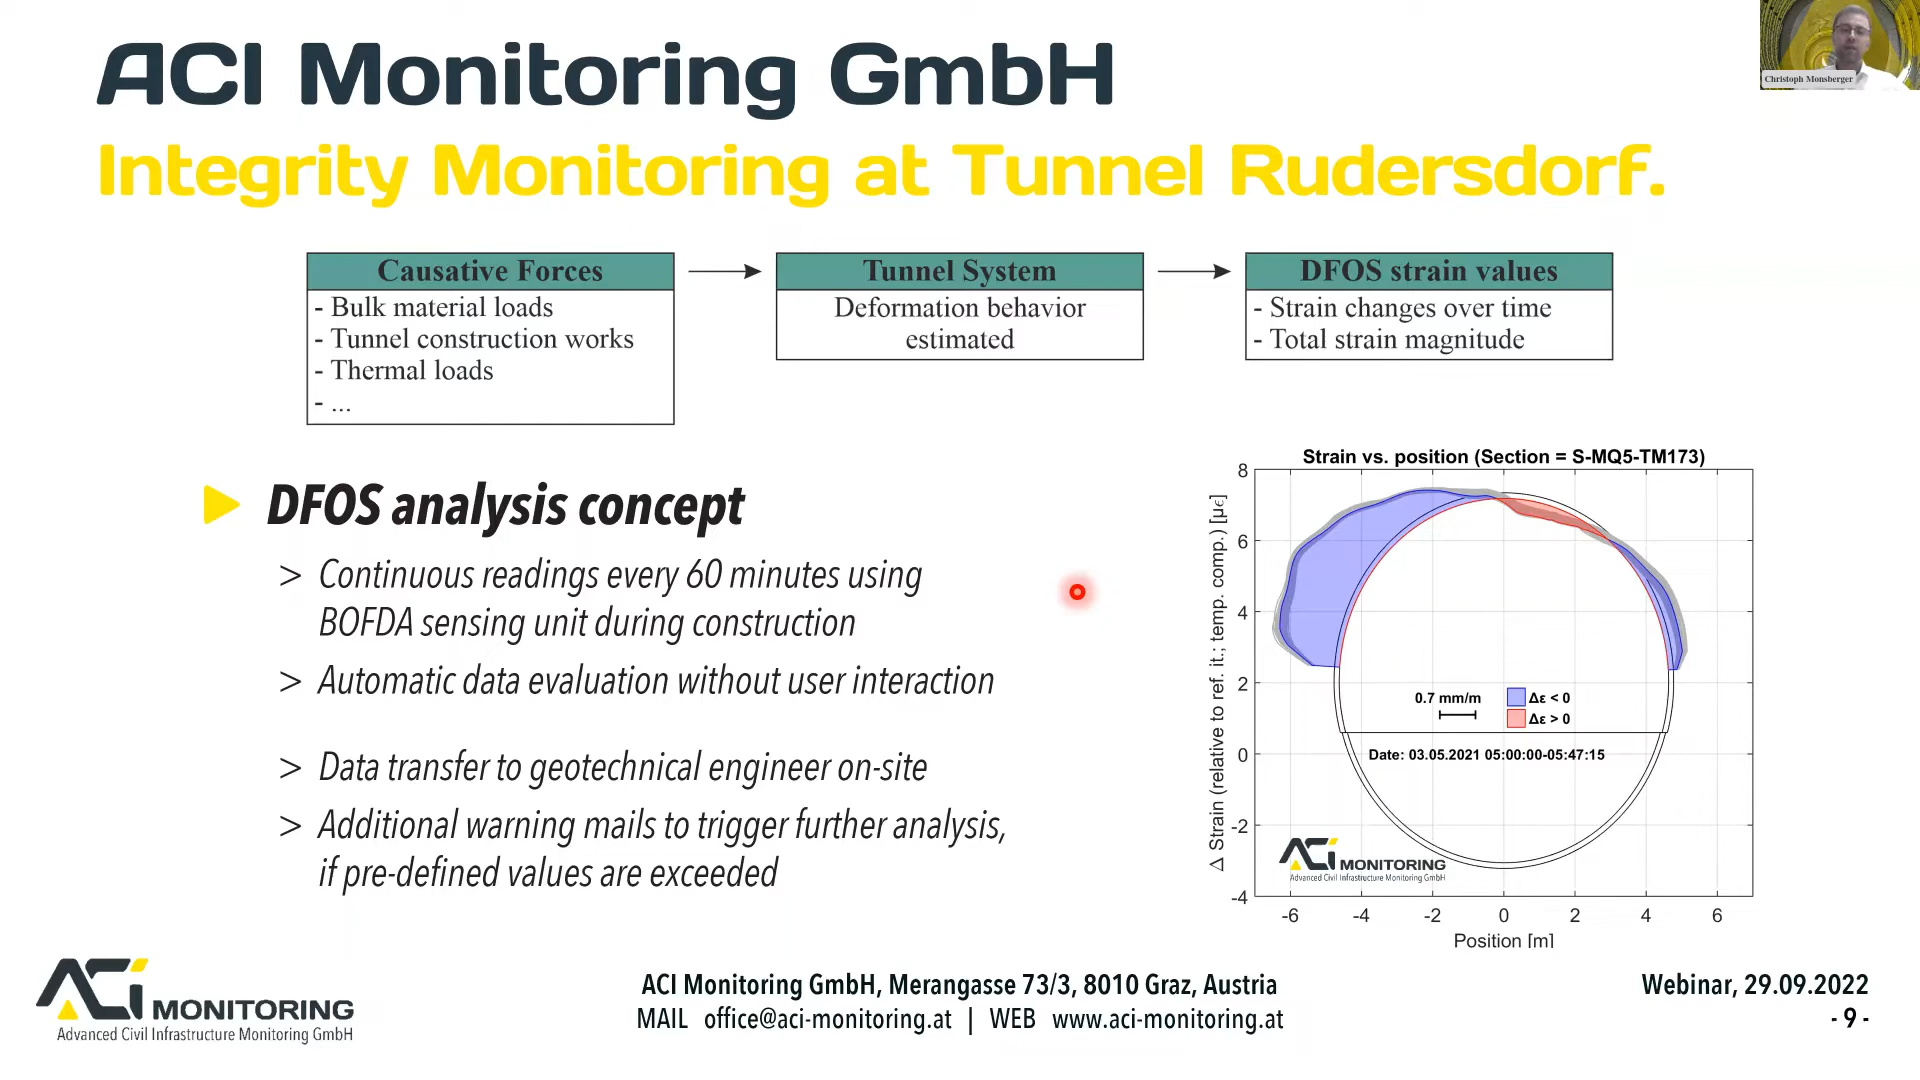 ACI Monitoring GmbH
Christoph Monsberger
Integrity Monitoring at Tunnel Rudersdorf.
Causative Forces
- Bulk material loads
- Tunnel construction works
- Thermal loads
- ...
Tunnel System
Deformation behavior
estimated
DFOS strain values
- Strain changes over time
- Total strain magnitude
DFOS analysis concept
> Continuous readings every 60 minutes using
BOFDA sensing unit during construction
> Automatic data evaluation without user interaction
> Data transfer to geotechnical engineer on-site
> Additional warning mails to trigger further analysis,
if pre-defined values are exceeded
Strain vs. position (Section = S-MQ5-TM173)
Δ Strain (relative to ref. it.; temp. comp.) [µϵ]
8
6
4
2
0
-2
-4
0.7 mm/m
Δε < 0
Δε > 0
Date: 03.05.2021 05:00:00-05:47:15
ACi MONITORING
Advanced Civil Infrastructure Monitoring GmbH
-6 -4 -2 0 2 4 6
Position [m]
ACi MONITORING
Advanced Civil Infrastructure Monitoring GmbH
ACI Monitoring GmbH, Merangasse 73/3, 8010 Graz, Austria
MAIL office@aci-monitoring.at | WEB www.aci-monitoring.at
Webinar, 29.09.2022
- 9 -